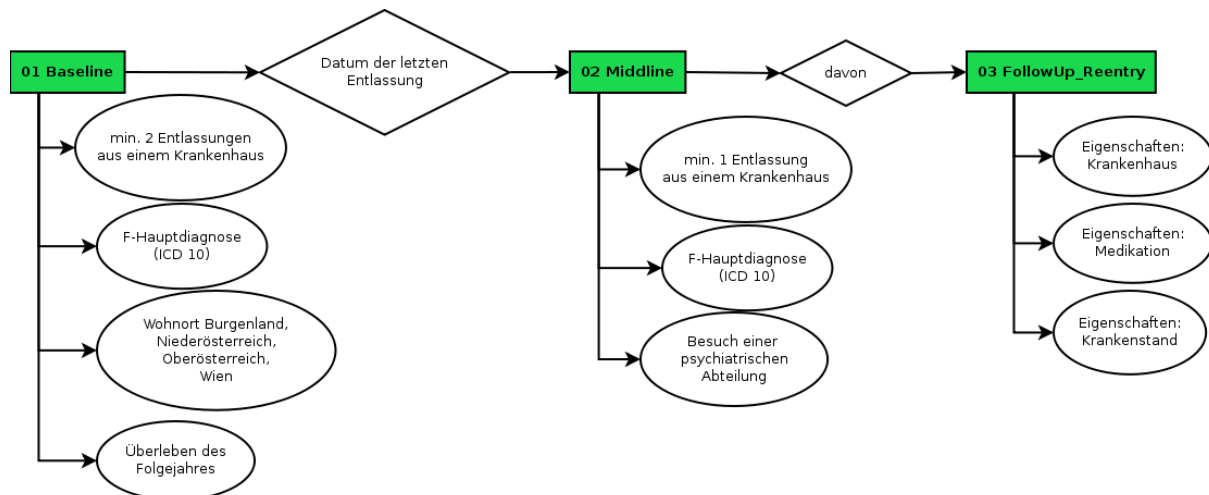 01 Baseline
Datum der letzten
Entlassung
02 Middline
davon
03 FollowUp_Reentry
min. 2 Entlassungen
aus einem Krankenhaus
F-Hauptdiagnose
(ICD 10)
Wohnort Burgenland,
Niederösterreich,
Oberösterreich,
Wien
Überleben des
Folgejahres
min. 1 Entlassung
aus einem Krankenhaus
F-Hauptdiagnose
(ICD 10)
Besuch einer
psychiatrischen
Abteilung
Eigenschaften:
Krankenhaus
Eigenschaften:
Medikation
Eigenschaften:
Krankenstand